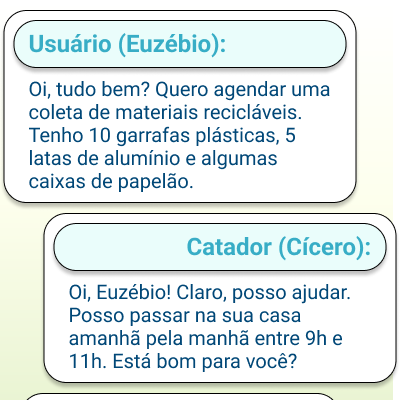 Usuário (Euzébio):
Oi, tudo bem? Quero agendar uma
coleta de materiais recicláveis.
Tenho 10 garrafas plásticas, 5
latas de alumínio e algumas
caixas de papelão.
Catador (Cícero):
Oi, Euzébio! Claro, posso ajudar.
Posso passar na sua casa
amanhã pela manhã entre 9h e
11h. Está bom para você?